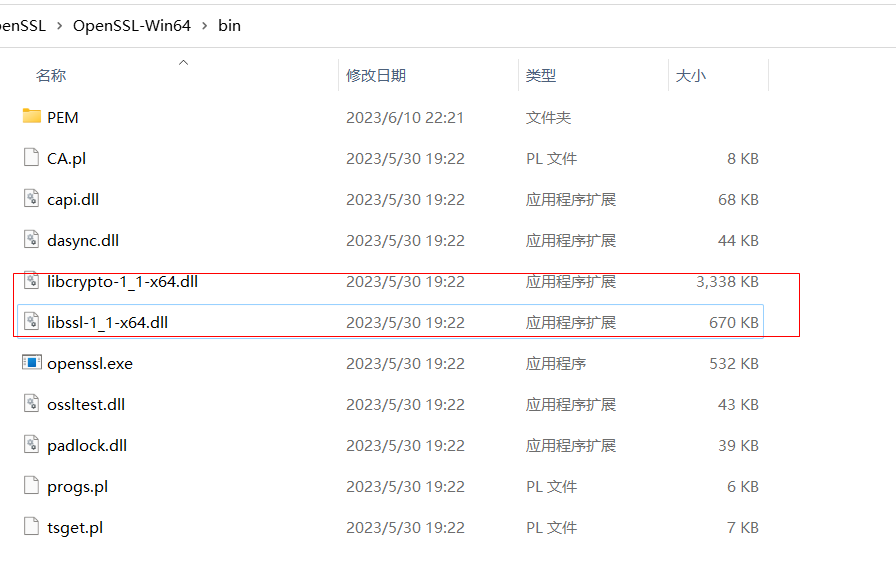 enSSL > OpenSSL-Win64 > bin
名称 修改日期 类型 大小
PEM 2023/6/10 22:21 文件夹
CA.pl 2023/5/30 19:22 PL 文件 8 KB
capi.dll 2023/5/30 19:22 应用程序扩展 68 KB
dasync.dll 2023/5/30 19:22 应用程序扩展 44 KB
libcrypto-1_1-x64.dll 2023/5/30 19:22 应用程序扩展 3,338 KB
libssl-1_1-x64.dll 2023/5/30 19:22 应用程序扩展 670 KB
openssl.exe 2023/5/30 19:22 应用程序 532 KB
ossltest.dll 2023/5/30 19:22 应用程序扩展 43 KB
padlock.dll 2023/5/30 19:22 应用程序扩展 39 KB
progs.pl 2023/5/30 19:22 PL 文件 6 KB
tsget.pl 2023/5/30 19:22 PL 文件 7 KB